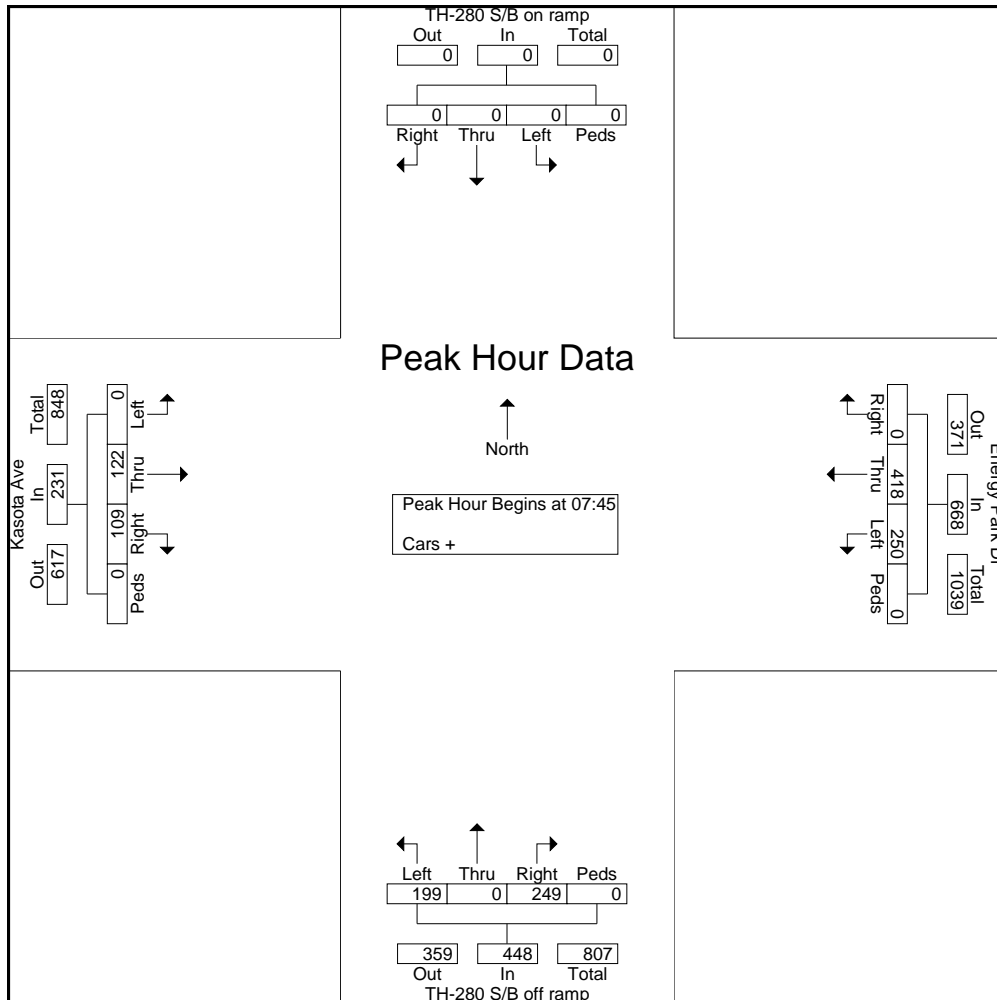 TH-280 S/B on ramp
Out In Total
0 0 0
0 0 0 0
Right Thru Left Peds
Peak Hour Data
North
Peak Hour Begins at 07:45
Cars +
Kasota Ave
Out In Total
617 231 848
0 109 122 0
Peds Right Thru Left
Energy Park Dr
Out In Total
371 668 1039
0 418 250 0
Right Thru Left Peds
Left Thru Right Peds
199 0 249 0
359 448 807
Out In Total
TH-280 S/B off ramp